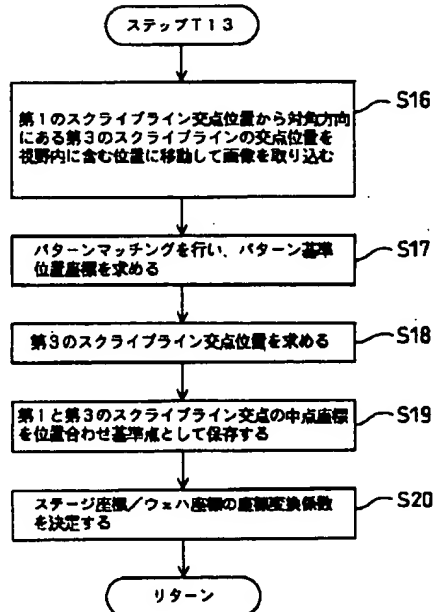 ステップT13
第1のスクライブライン交点位置から対角方向
にある第3のスクライブラインの交点位置を
視野内に含む位置に移動して画像を取り込む
S16
パターンマッチングを行い、パターン基準
位置座標を求める
S17
第3のスクライブライン交点位置を求める
S18
第1と第3のスクライブライン交点の中点座標
を位置合わせ基準点として保存する
S19
ステージ座標/ウェハ座標の座標変換係数
を決定する
S20
リターン